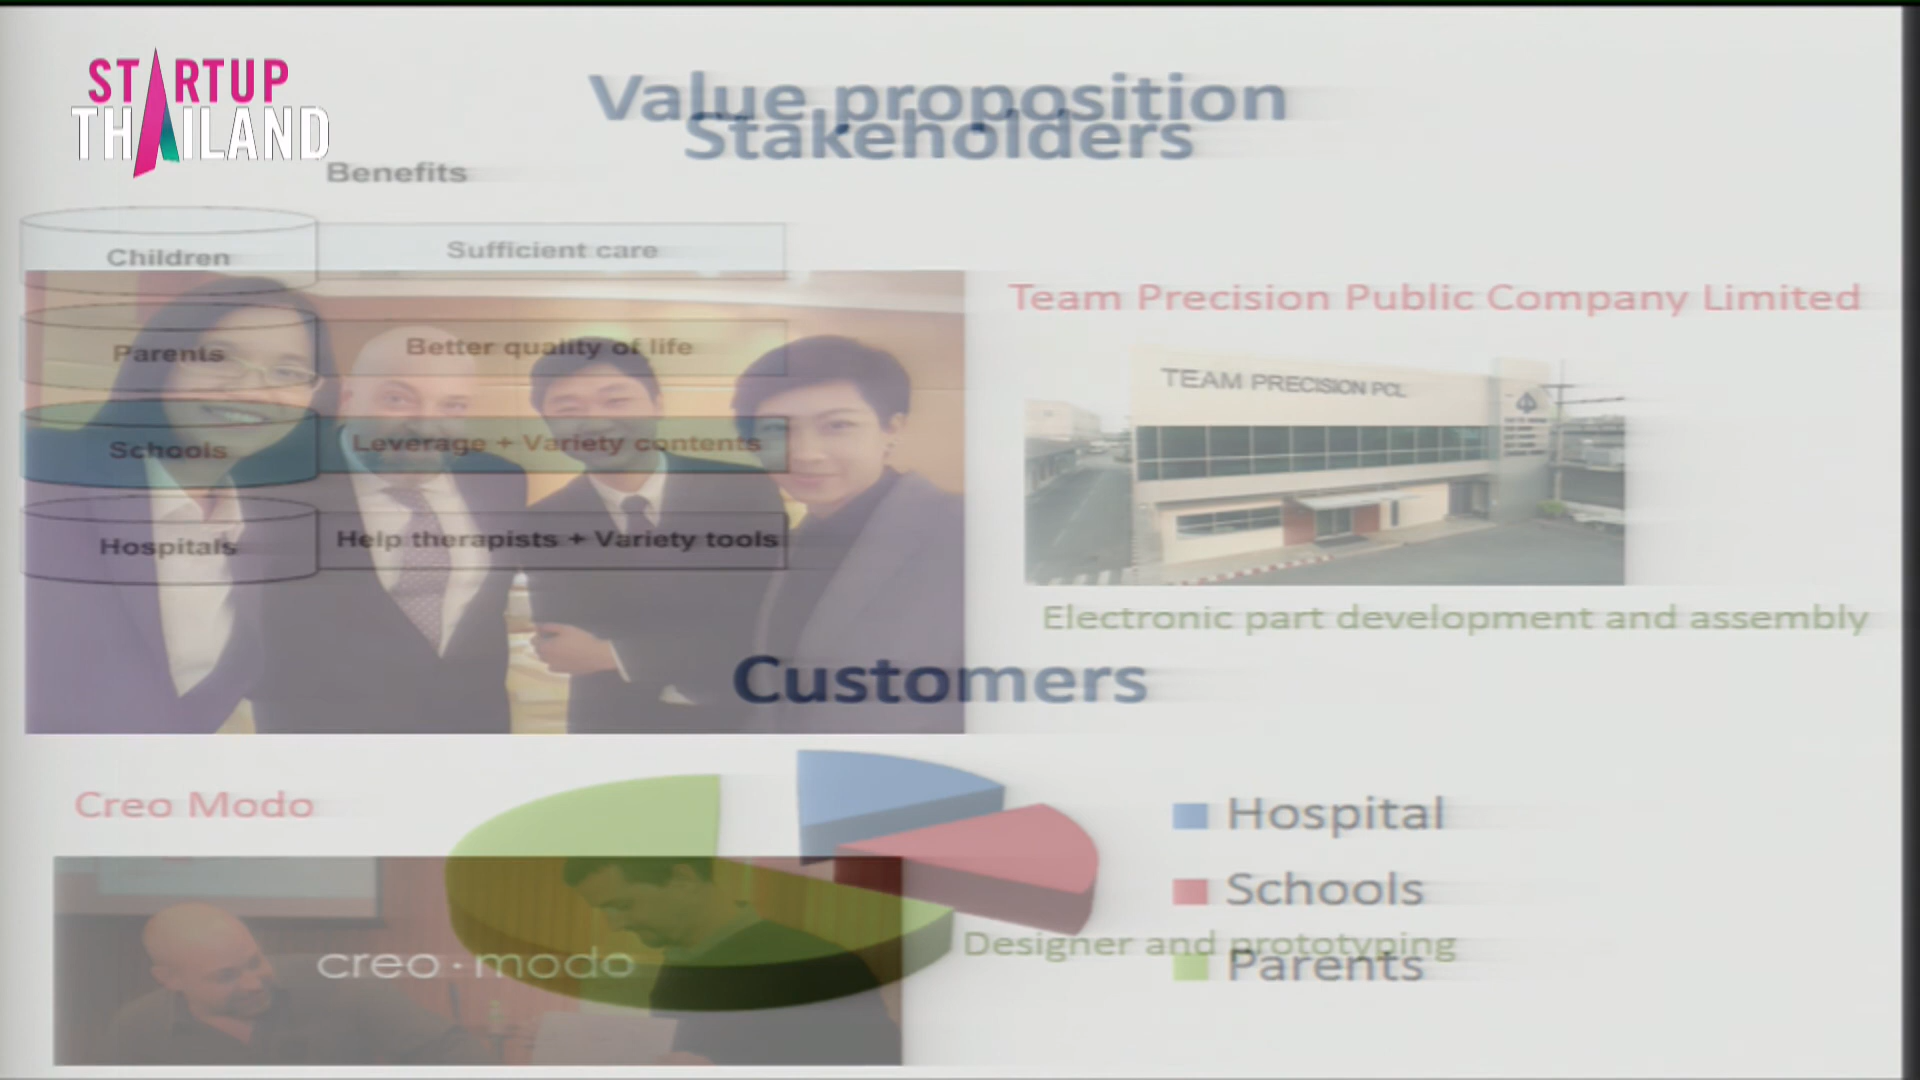 STARTUP
THAILAND
Value proposition
Stakeholders
Benefits
Children
Sufficient care
Parents
Better quality of life
Schools
Leverage + Variety contents
Hospitals
Help therapists + Variety tools
Team Precision Public Company Limited
TEAM PRECISION PCL
Electronic part development and assembly
Customers
Creo Modo
creo·modo
Hospital
Schools
Designer and prototyping
Parents